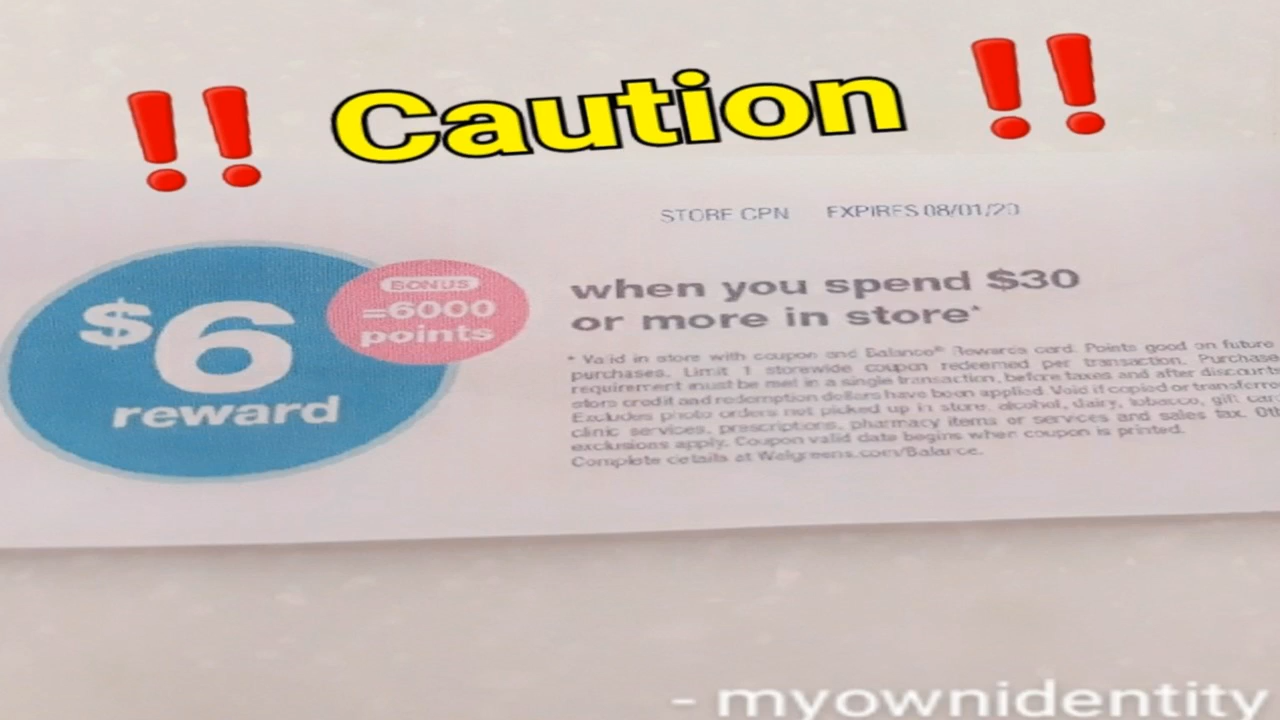 ‼ Caution ‼
STORE CPN EXPIRES 08/01/20
$6
reward
BONUS
=6000
points
when you spend $30
or more in store*
* Valid in store with coupon and Balance® Rewards card. Points good on future
purchases. Limit 1 storewide coupon redeemed per transaction. Purchase
requirement must be met in a single transaction, before taxes and after discounts
store credit and redemption dollars have been applied. Void if copied or transferre
Excludes photo orders not picked up in store, alcohol, dairy, tobacco, gift car
clinic services, prescriptions, pharmacy items or services and sales tax. Oth
exclusions apply. Coupon valid date begins when coupon is printed.
Complete details at Walgreens.com/Balance.
- myownidentity